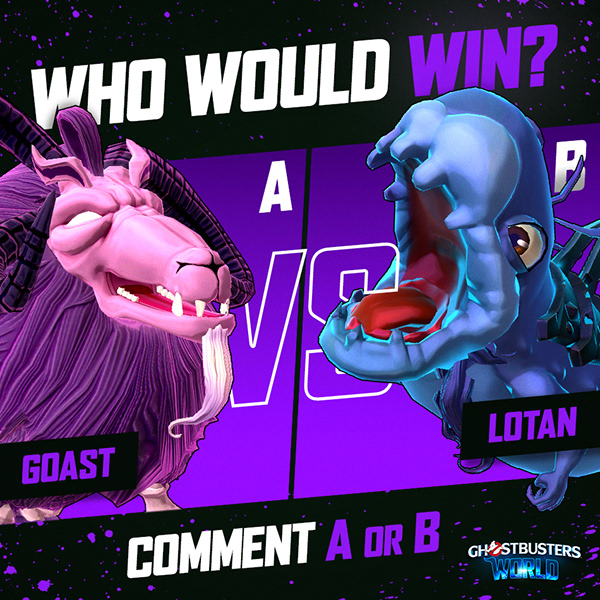 WHO WOULD WIN?
A
B
VS
GOAST
LOTAN
COMMENT A OR B
GHOSTBUSTERS
WORLD